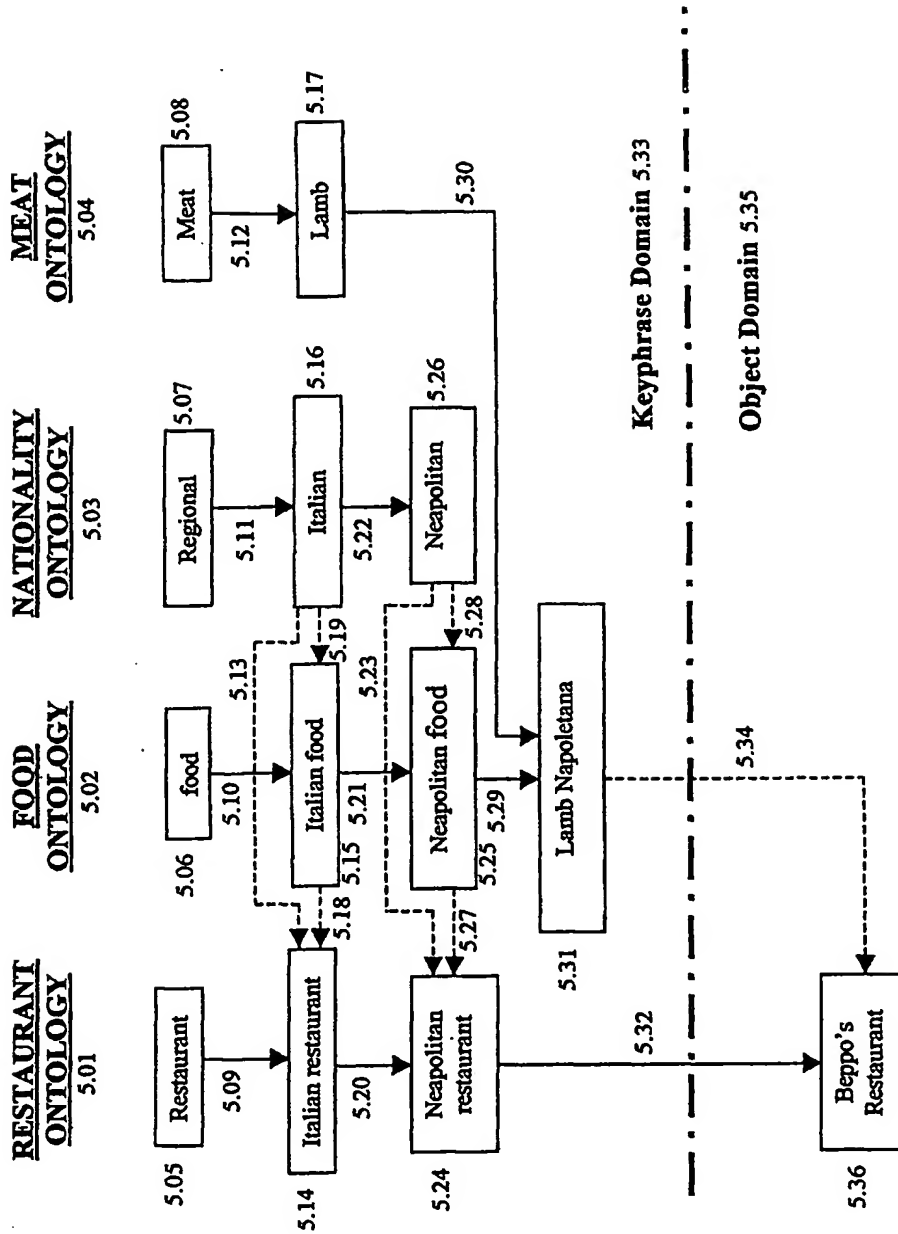 RESTAURANT
ONTOLOGY
5.01
FOOD
ONTOLOGY
5.02
NATIONALITY
ONTOLOGY
5.03
MEAT
ONTOLOGY
5.04
5.05
Restaurant
5.06
food
Regional
5.07
Meat
5.08
5.09
5.10
5.11
5.12
5.13
5.14
Italian restaurant
5.18
Italian food
5.15
5.19
Italian
5.16
Lamb
5.17
5.20
5.21
5.22
5.23
5.24
Neapolitan
restaurant
5.27
Neapolitan food
5.25
5.28
Neapolitan
5.26
5.29
5.30
5.31
Lamb Napoletana
5.32
Keyphrase Domain 5.33
5.34
Object Domain 5.35
5.36
Beppo's
Restaurant